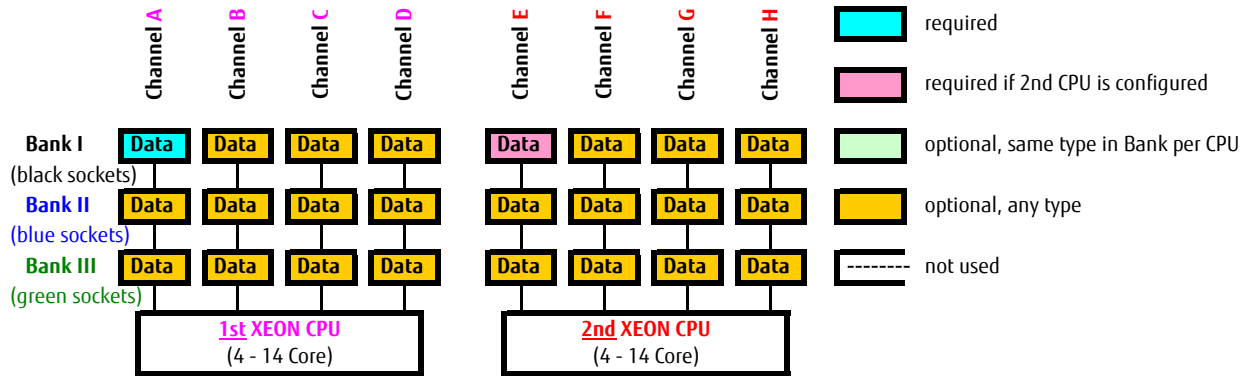 Channel A
Channel B
Channel C
Channel D
Channel E
Channel F
Channel G
Channel H
required
required if 2nd CPU is configured
optional, same type in Bank per CPU
optional, any type
not used
Bank I
(black sockets)
Data Data Data Data Data Data Data Data
Bank II
(blue sockets)
Data Data Data Data Data Data Data Data
Bank III
(green sockets)
Data Data Data Data Data Data Data Data
1st XEON CPU
(4 - 14 Core)
2nd XEON CPU
(4 - 14 Core)